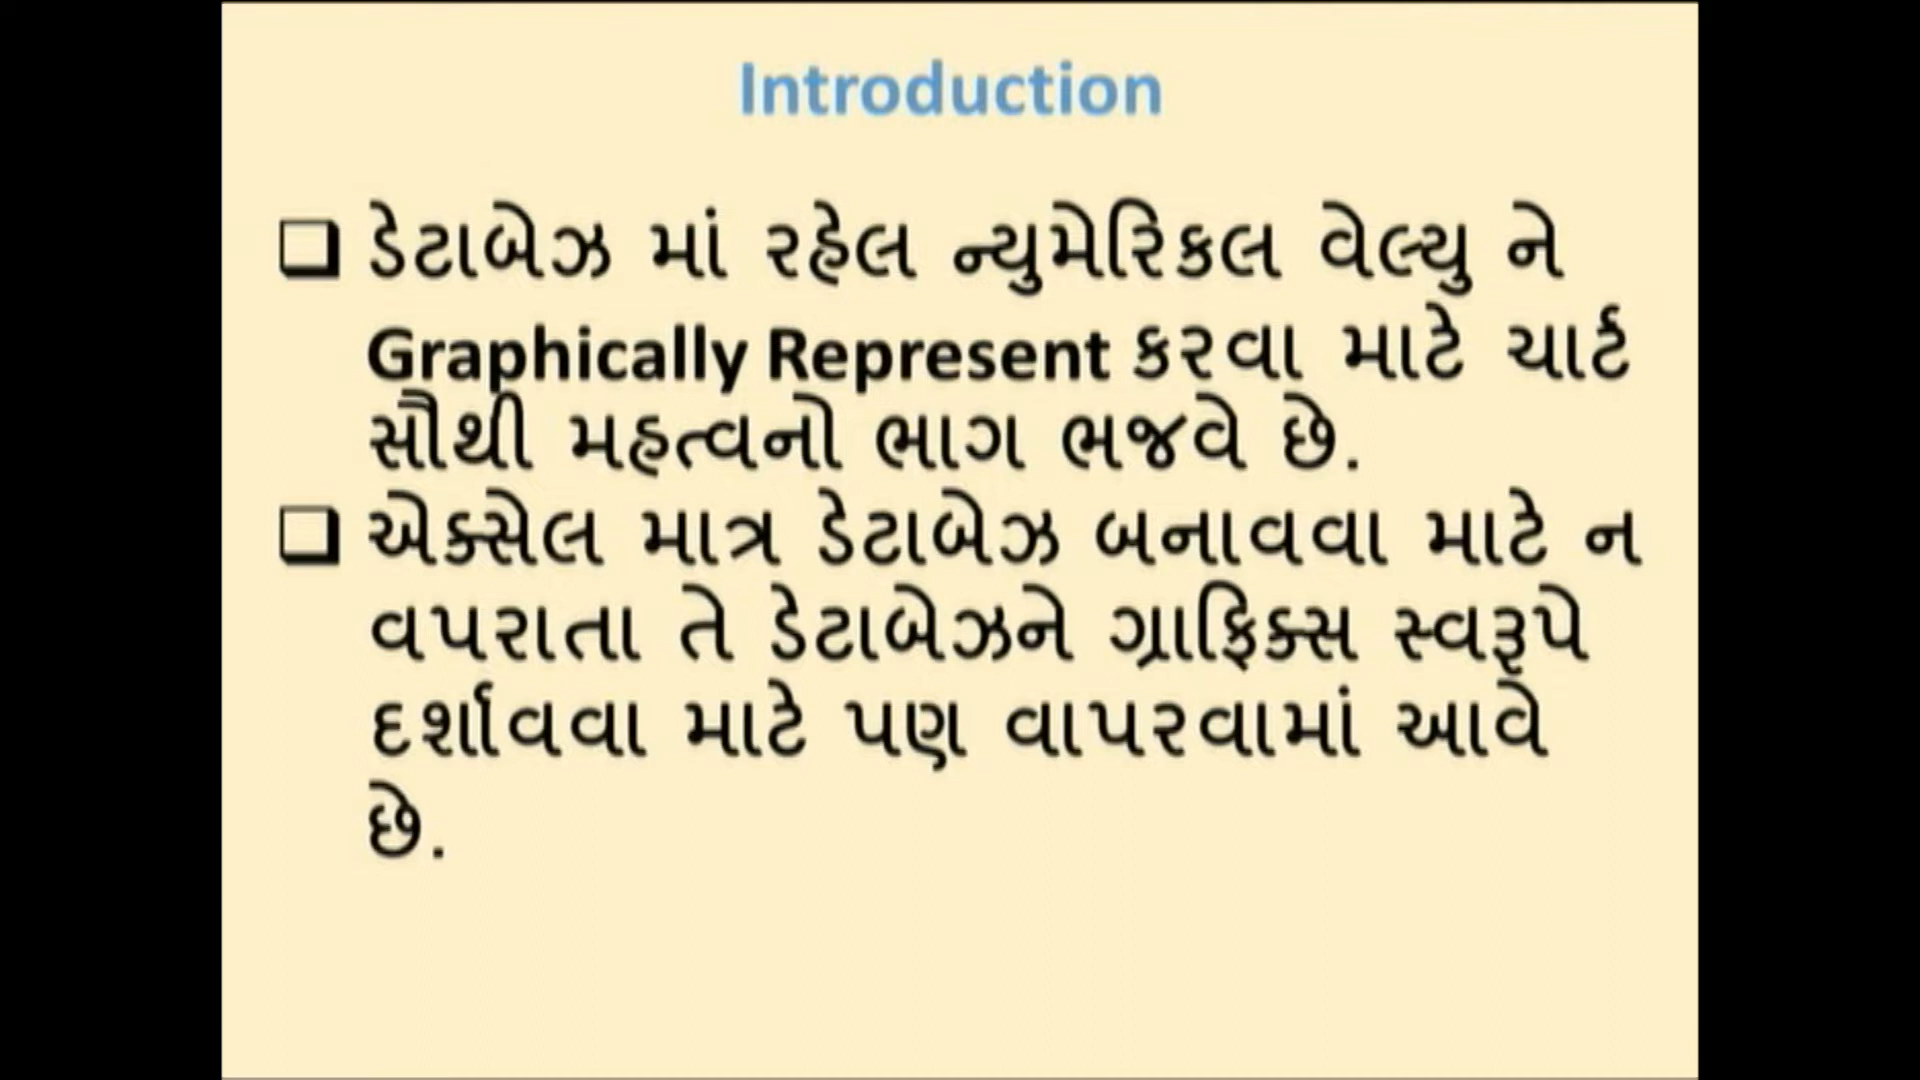 Introduction
❑ ડેટાબેઝ માં રહેલ ન્યુમેરિકલ વેલ્યુ ને
Graphically Represent કરવા માટે ચાર્ટ
સૌથી મહત્વનો ભાગ ભજવે છે.
❑ એક્સેલ માત્ર ડેટાબેઝ બનાવવા માટે ન
વપરાતા તે ડેટાબેઝને ગ્રાફિક્સ સ્વરૂપે
દર્શાવવા માટે પણ વાપરવામાં આવે
છે.